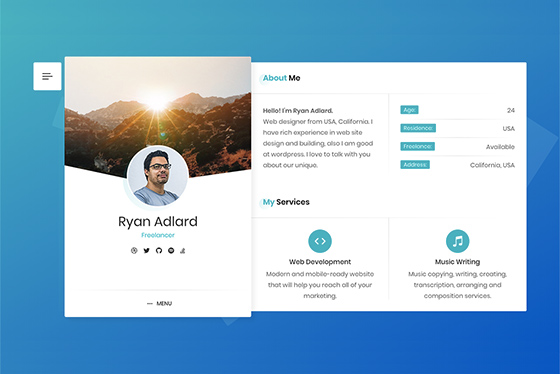 Ryan Adlard
Freelancer
MENU
About Me
Hello! I'm Ryan Adlard.
Web designer from USA, California. I
have rich experience in web site
design and building, also I am good
at wordpress. I love to talk with you
about our unique.
Age: 24
Residence: USA
Freelance: Available
Address: California, USA
My Services
Web Development
Modern and mobile-ready website
that will help you reach all of your
marketing.
Music Writing
Music copying, writing, creating,
transcription, arranging and
composition services.